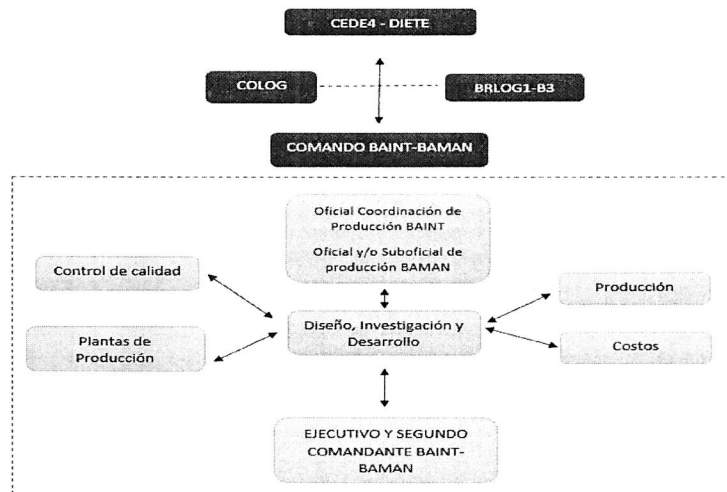 CEDE4 - DIETE
COLOG
BRLOG1-B3
COMANDO BAINT-BAMAN
Oficial Coordinación de
Producción BAINT
Oficial y/o Suboficial de
producción BAMAN
Control de calidad
Producción
Diseño, Investigación y
Desarrollo
Plantas de
Producción
Costos
EJECUTIVO Y SEGUNDO
COMANDANTE BAINT-
BAMAN